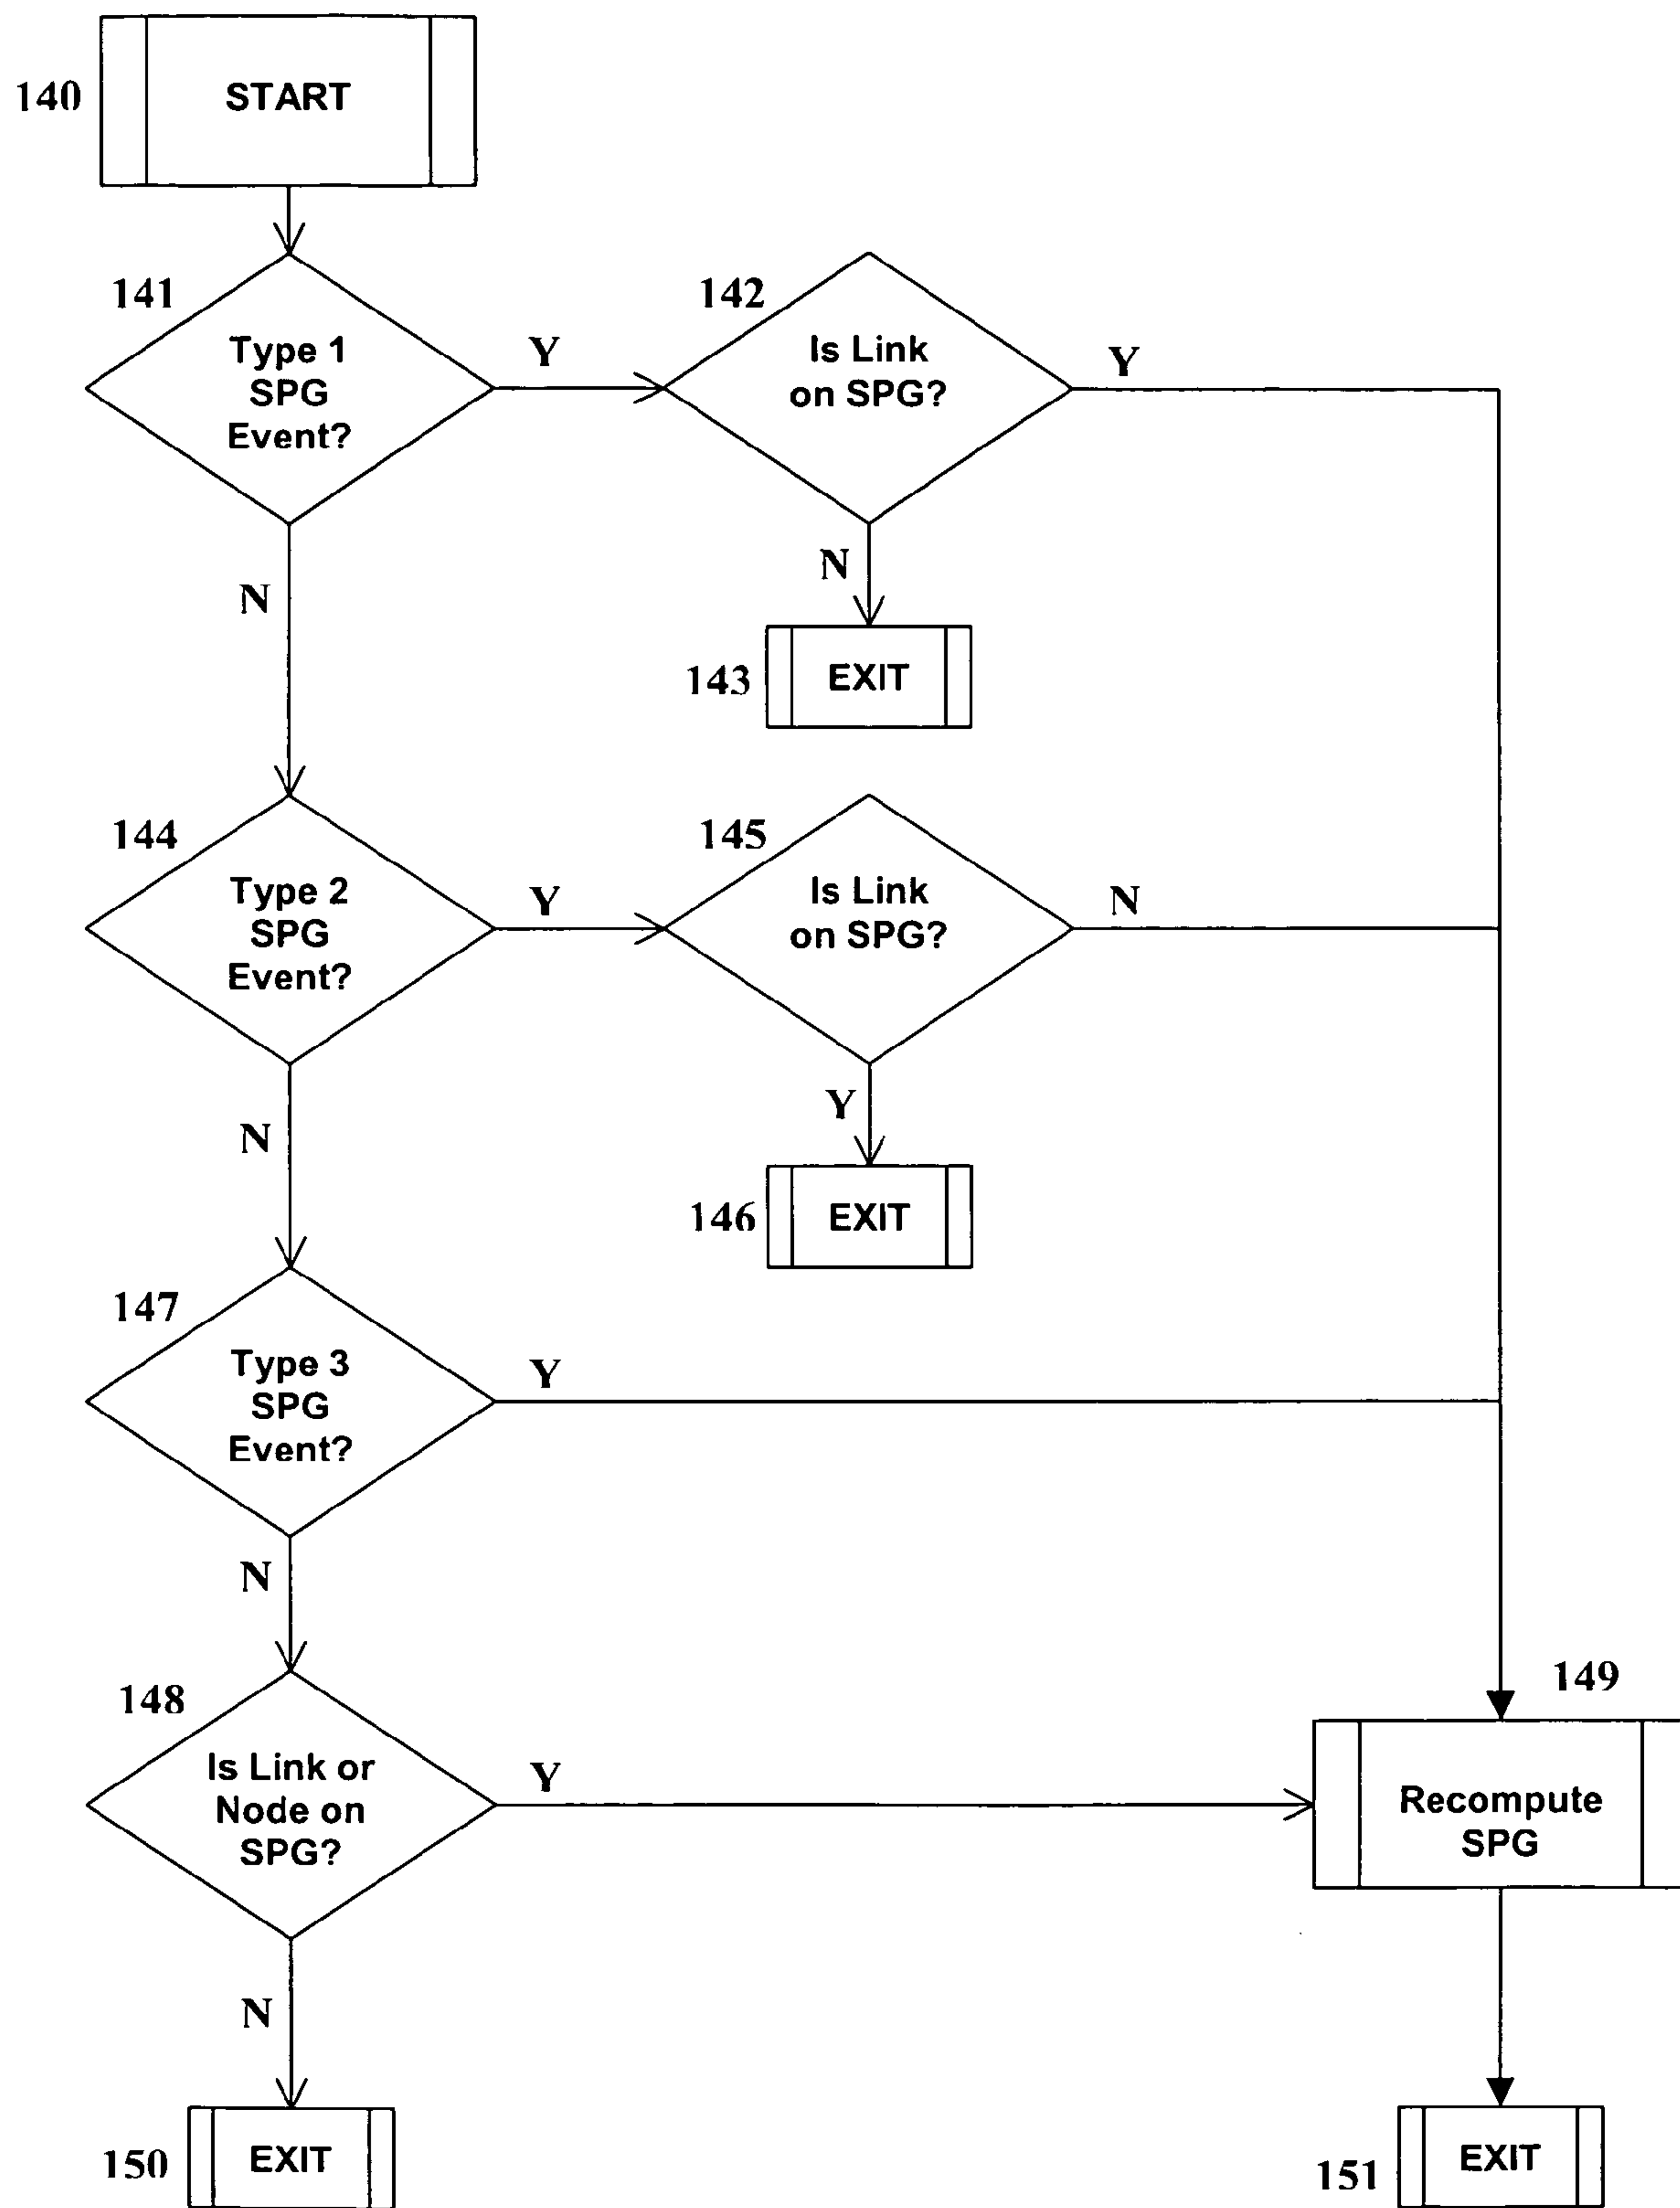 140
START
141
Type 1
SPG
Event?
Y
142
Is Link
on SPG?
Y
N
N
143
EXIT
144
Type 2
SPG
Event?
Y
145
Is Link
on SPG?
N
N
Y
146
EXIT
147
Type 3
SPG
Event?
Y
N
148
Is Link or
Node on
SPG?
Y
149
Recompute
SPG
N
150
EXIT
151
EXIT